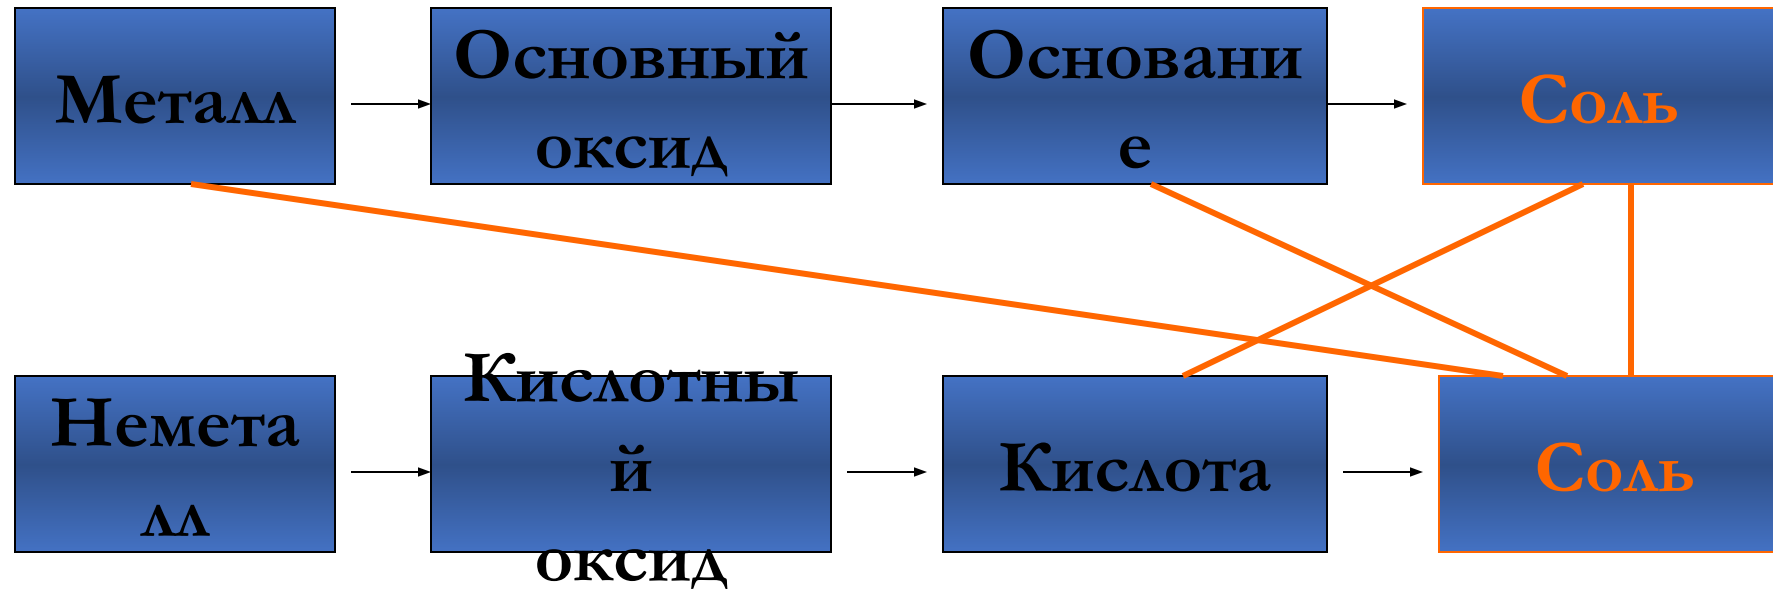 Металл
Основный
оксид
Основани
е
Соль
Немета
лл
Кислотны
й
оксид
Кислота
Соль